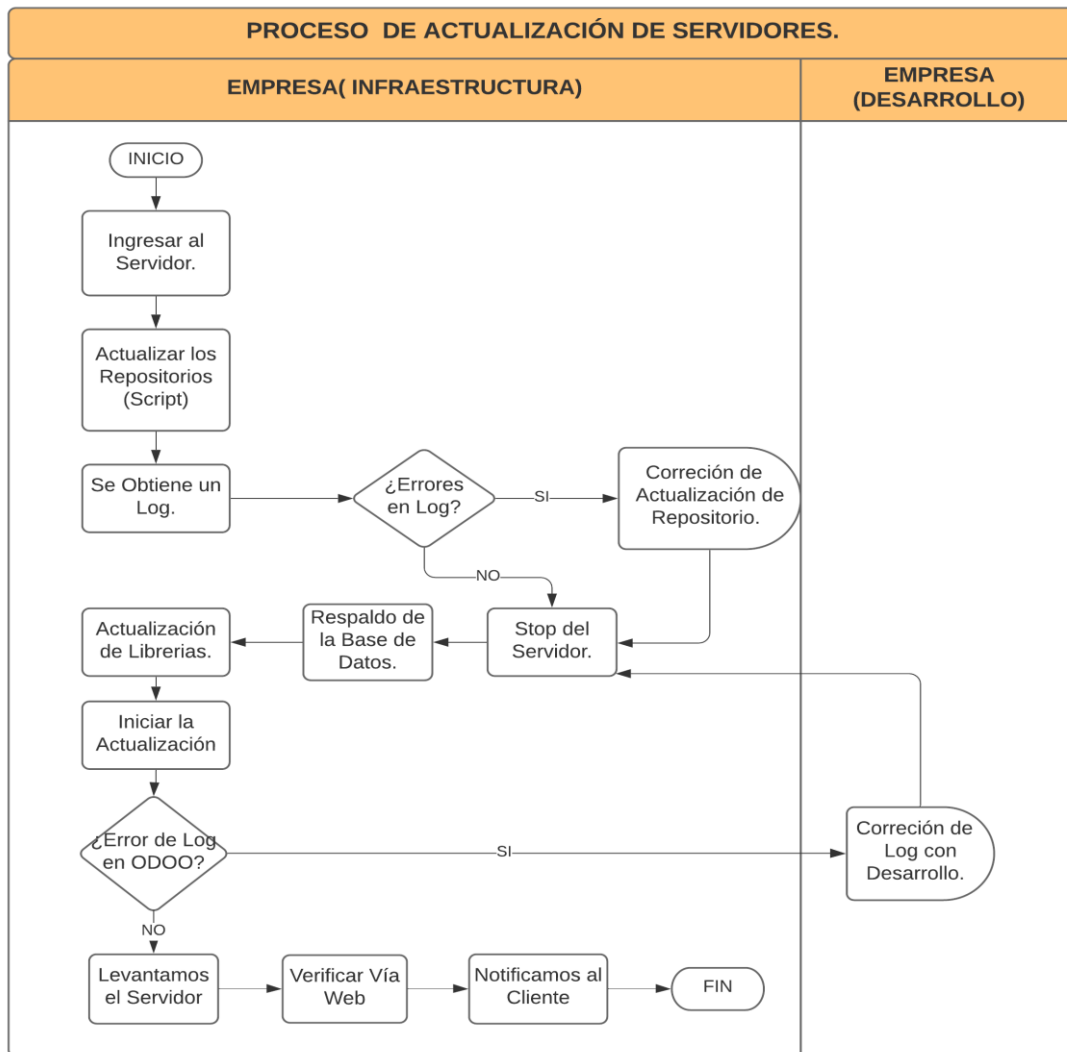 PROCESO DE ACTUALIZACIÓN DE SERVIDORES.
EMPRESA( INFRAESTRUCTURA)
EMPRESA
(DESARROLLO)
INICIO
Ingresar al
Servidor.
Actualizar los
Repositorios
(Script)
Se Obtiene un
Log.
¿Errores
en Log?
SI
Correción de
Actualización de
Repositorio.
NO
Stop del
Servidor.
Respaldo de
la Base de
Datos.
Actualización
de Librerias.
Iniciar la
Actualización
¿Error de Log
en ODOO?
SI
Correción de
Log con
Desarrollo.
NO
Levantamos
el Servidor
Verificar Vía
Web
Notificamos al
Cliente
FIN